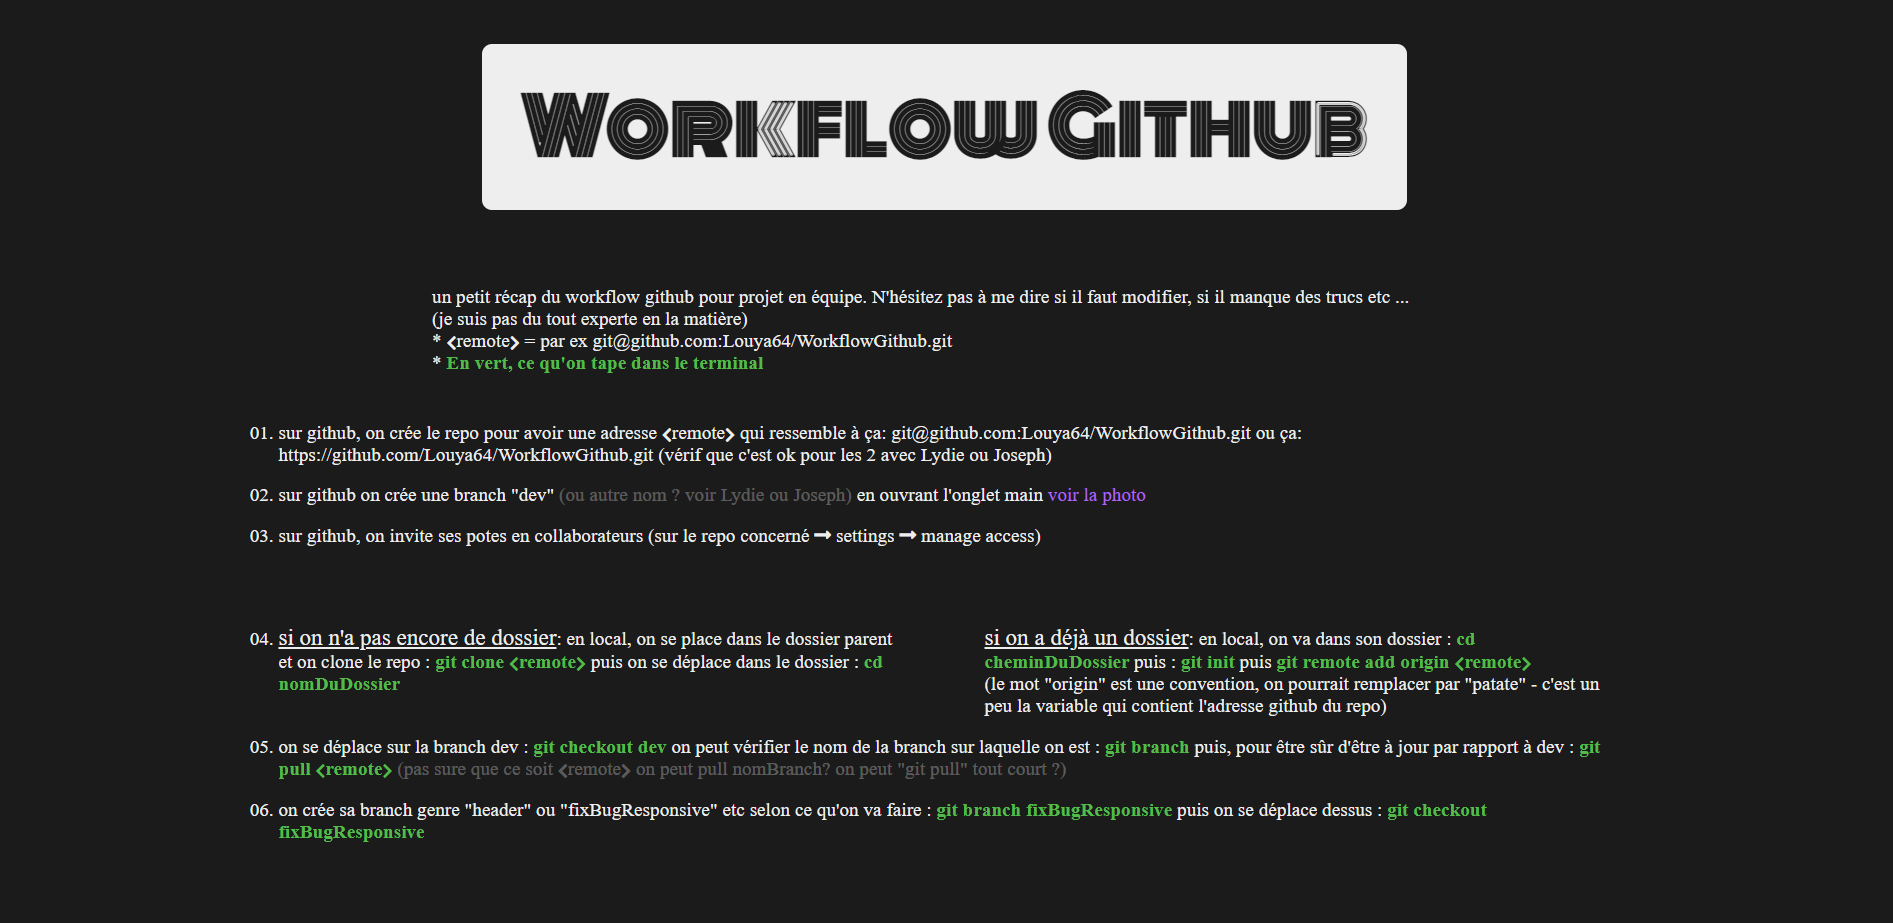 Workflow Github
un petit récap du workflow github pour projet en équipe. N'hésitez pas à me dire si il faut modifier, si il manque des trucs etc ...
(je suis pas du tout experte en la matière)
* <remote> = par ex git@github.com:Louya64/WorkflowGithub.git
* En vert, ce qu'on tape dans le terminal
01. sur github, on crée le repo pour avoir une adresse <remote> qui ressemble à ça: git@github.com:Louya64/WorkflowGithub.git ou ça:
https://github.com/Louya64/WorkflowGithub.git (vérif que c'est ok pour les 2 avec Lydie ou Joseph)
02. sur github on crée une branch "dev" (ou autre nom ? voir Lydie ou Joseph) en ouvrant l'onglet main voir la photo
03. sur github, on invite ses potes en collaborateurs (sur le repo concerné ➞ settings ➞ manage access)
04. si on n'a pas encore de dossier: en local, on se place dans le dossier parent
et on clone le repo : git clone <remote> puis on se déplace dans le dossier : cd
nomDuDossier
si on a déjà un dossier: en local, on va dans son dossier : cd
cheminDuDossier puis : git init puis git remote add origin <remote>
(le mot "origin" est une convention, on pourrait remplacer par "patate" - c'est un
peu la variable qui contient l'adresse github du repo)
05. on se déplace sur la branch dev : git checkout dev on peut vérifier le nom de la branch sur laquelle on est : git branch puis, pour être sûr d'être à jour par rapport à dev : git
pull <remote> (pas sure que ce soit <remote> on peut pull nomBranch? on peut "git pull" tout court ?)
06. on crée sa branch genre "header" ou "fixBugResponsive" etc selon ce qu'on va faire : git branch fixBugResponsive puis on se déplace dessus : git checkout
fixBugResponsive